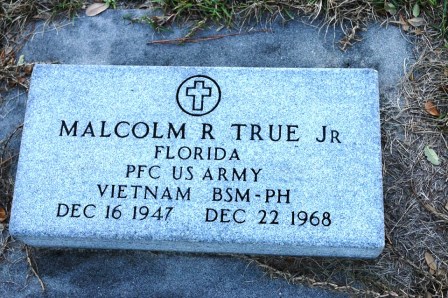 MALCOLM R TRUE JR
FLORIDA
PFC US ARMY
VIETNAM BSM-PH
DEC 16 1947 DEC 22 1968